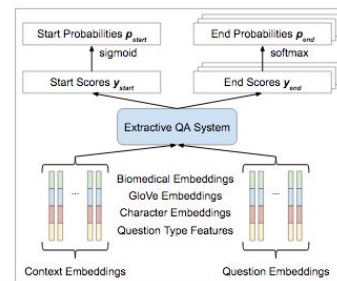 Start Probabilities p_start
End Probabilities p_end
sigmoid
softmax
Start Scores y_start
End Scores y_end
Extractive QA System
Biomedical Embeddings
GloVe Embeddings
Character Embeddings
Question Type Features
...
...
Context Embeddings
Question Embeddings